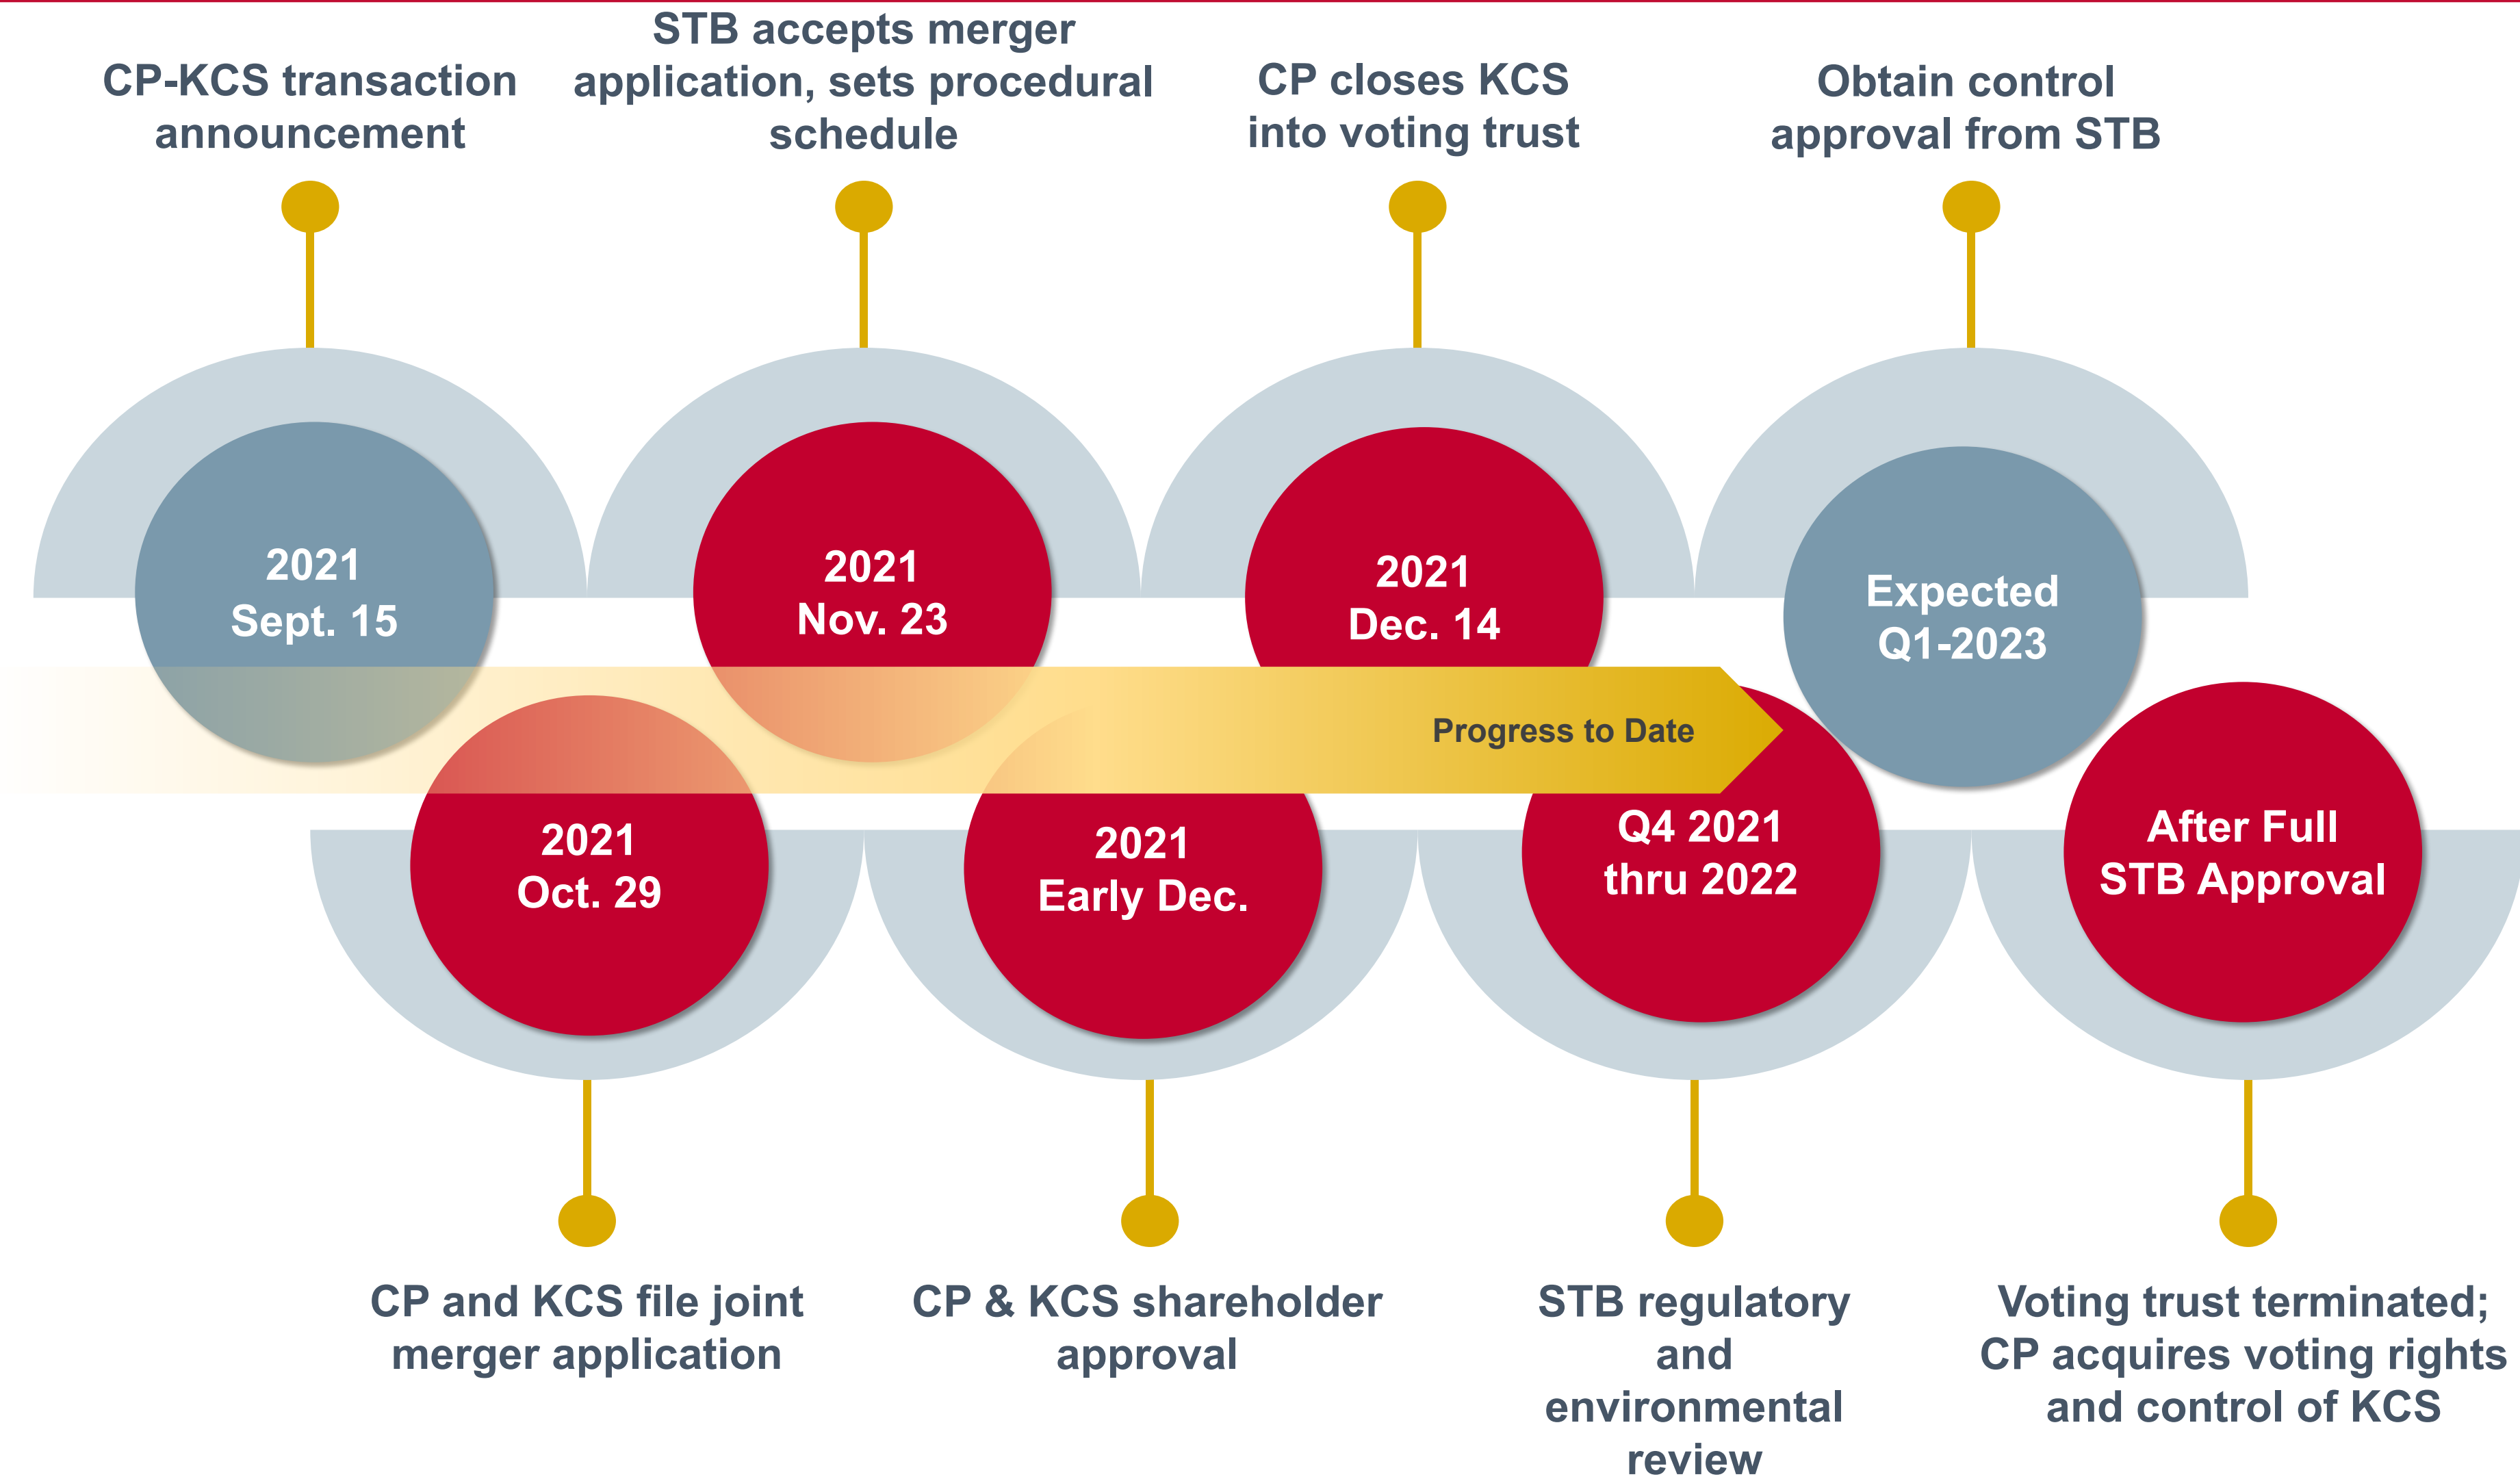 CP-KCS transaction
announcement
STB accepts merger
application, sets procedural
schedule
CP closes KCS
into voting trust
Obtain control
approval from STB
2021
Sept. 15
2021
Nov. 23
2021
Dec. 14
Expected
Q1-2023
Progress to Date
2021
Oct. 29
2021
Early Dec.
Q4 2021
thru 2022
After Full
STB Approval
CP and KCS file joint
merger application
CP & KCS shareholder
approval
STB regulatory
and
environmental
review
Voting trust terminated;
CP acquires voting rights
and control of KCS